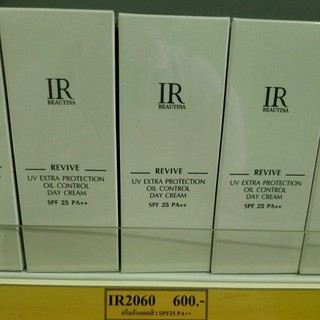 IR
BEAUTINA
REVIVE
UV EXTRA PROTECTION
OIL CONTROL
DAY CREAM
SPF 25 PA++
IR
BEAUTINA
REVIVE
UV EXTRA PROTECTION
OIL CONTROL
DAY CREAM
SPF 25 PA++
IR
BEAUTINA
REVIVE
UV EXTRA PROTECTION
OIL CONTROL
DAY CREAM
SPF 25 PA++
IR2060 600.-
SPF25 PA++